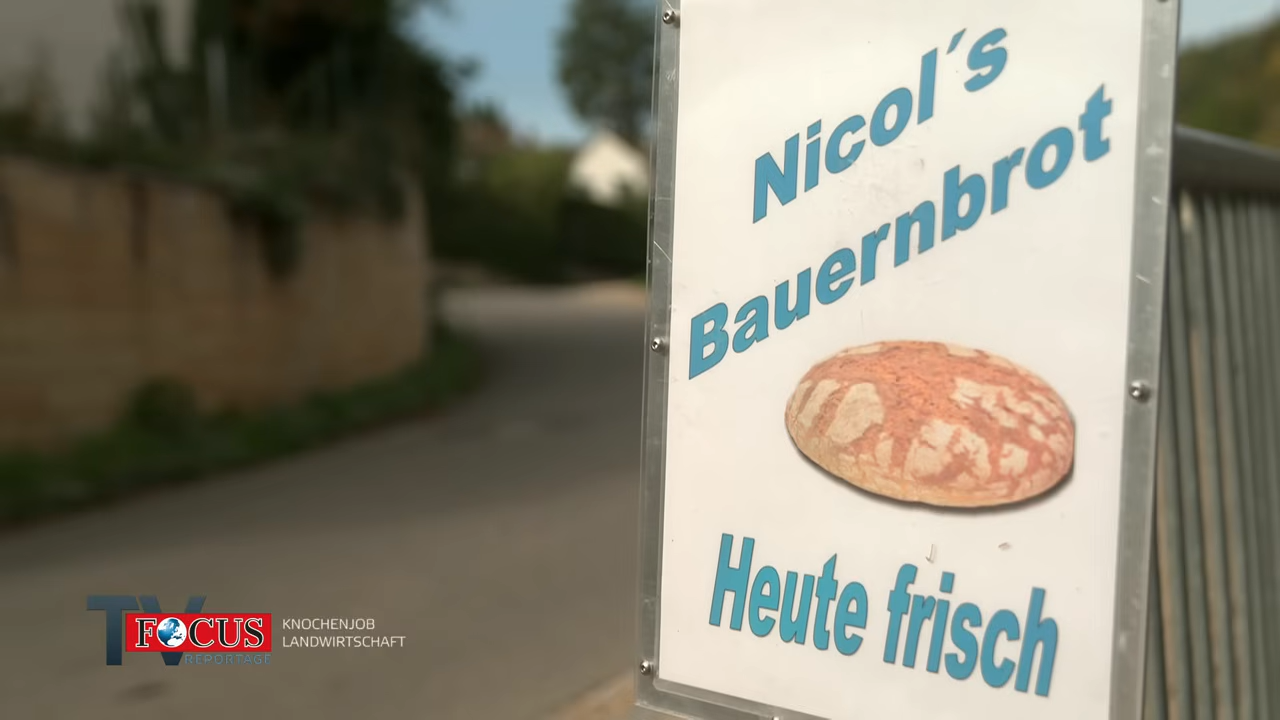 Nicol´s
Bauernbrot
Heute frisch
TV
FOCUS
REPORTAGE
KNOCHENJOB
LANDWIRTSCHAFT